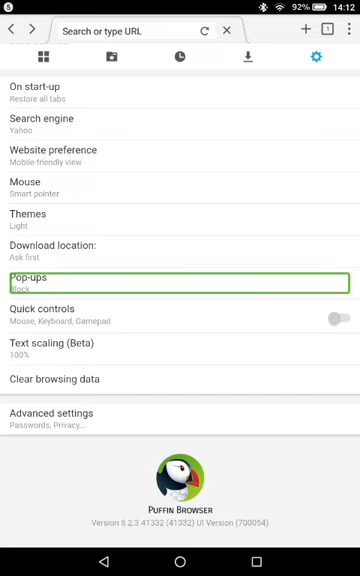 S 92% 14:12
Search or type URL
1
On start-up
Restore all tabs
Search engine
Yahoo
Website preference
Mobile-friendly view
Mouse
Smart pointer
Themes
Light
Download location:
Ask first
Pop-ups
Block
Quick controls
Mouse, Keyboard, Gamepad
Text scaling (Beta)
100%
Clear browsing data
Advanced settings
Passwords, Privacy...
PUFFIN BROWSER
Version 8.2.3.41332 (41332) UI Version (700054)